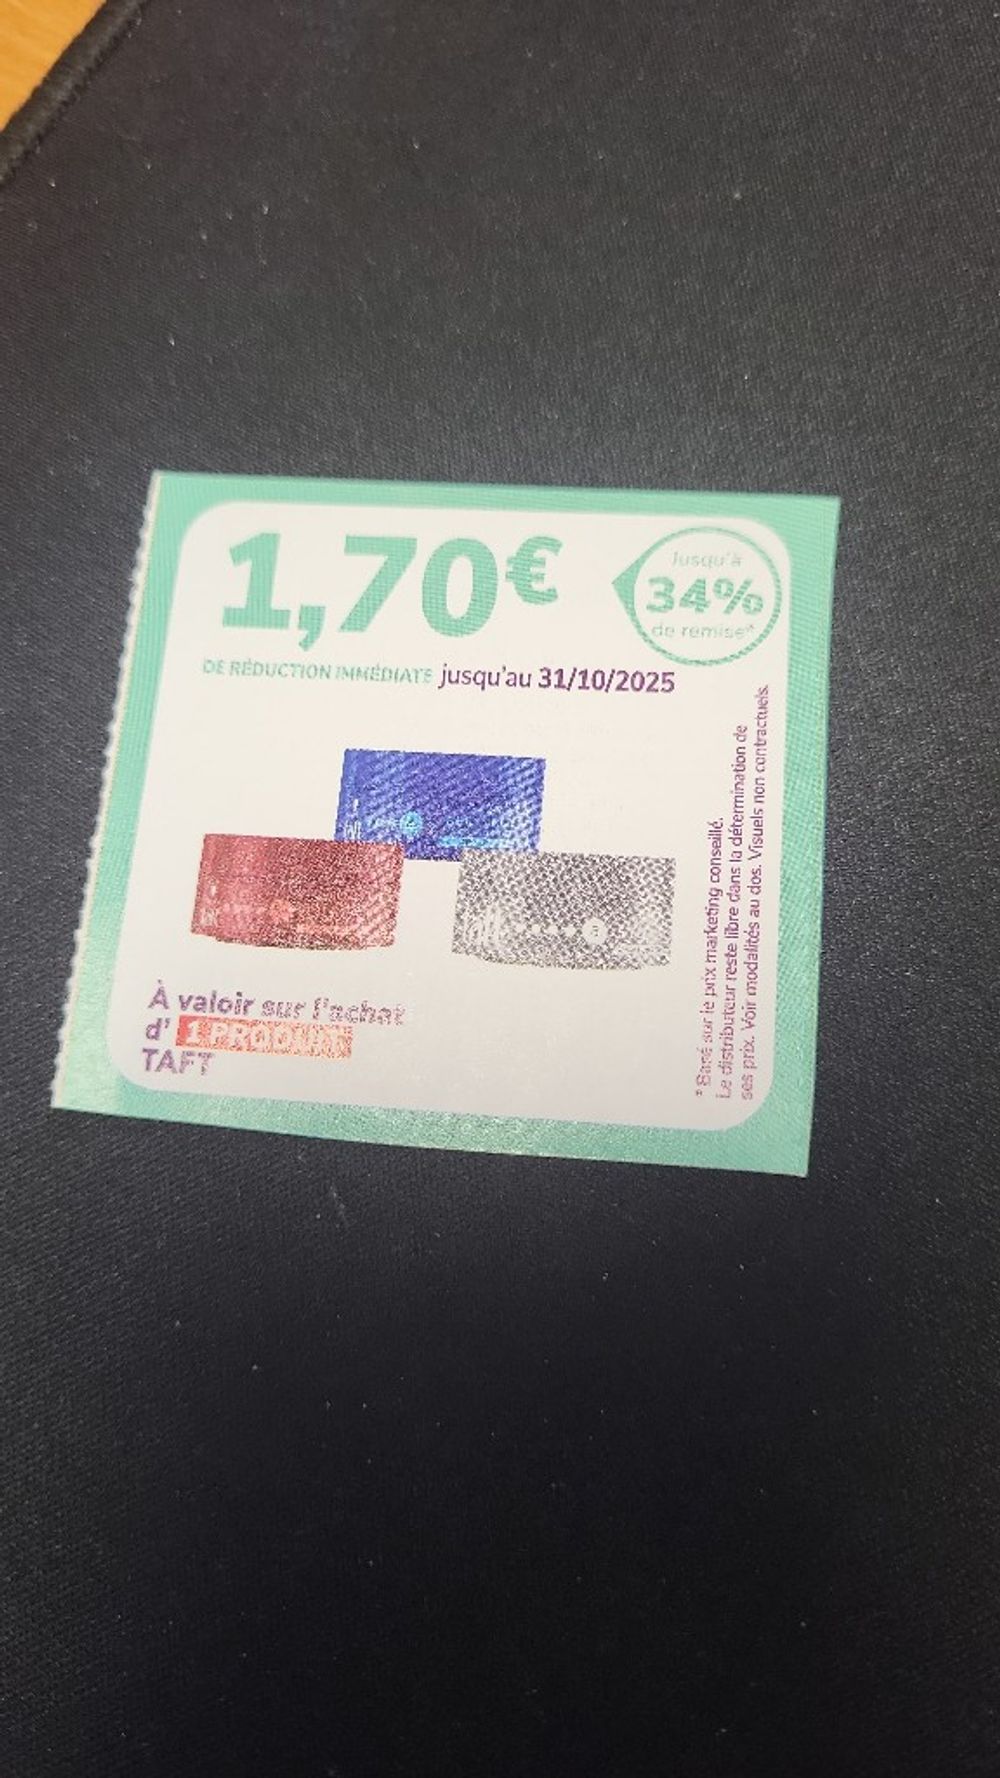 1,70€
Jusqu'à
34%
de remise*
DE RÉDUCTION IMMÉDIATE jusqu'au 31/10/2025
taft
À valoir sur l'achat
d' 1 PRODUIT
TAFT
* Basé sur le prix marketing conseillé.
Le distributeur reste libre dans la détermination de
ses prix. Voir modalités au dos. Visuels non contractuels.